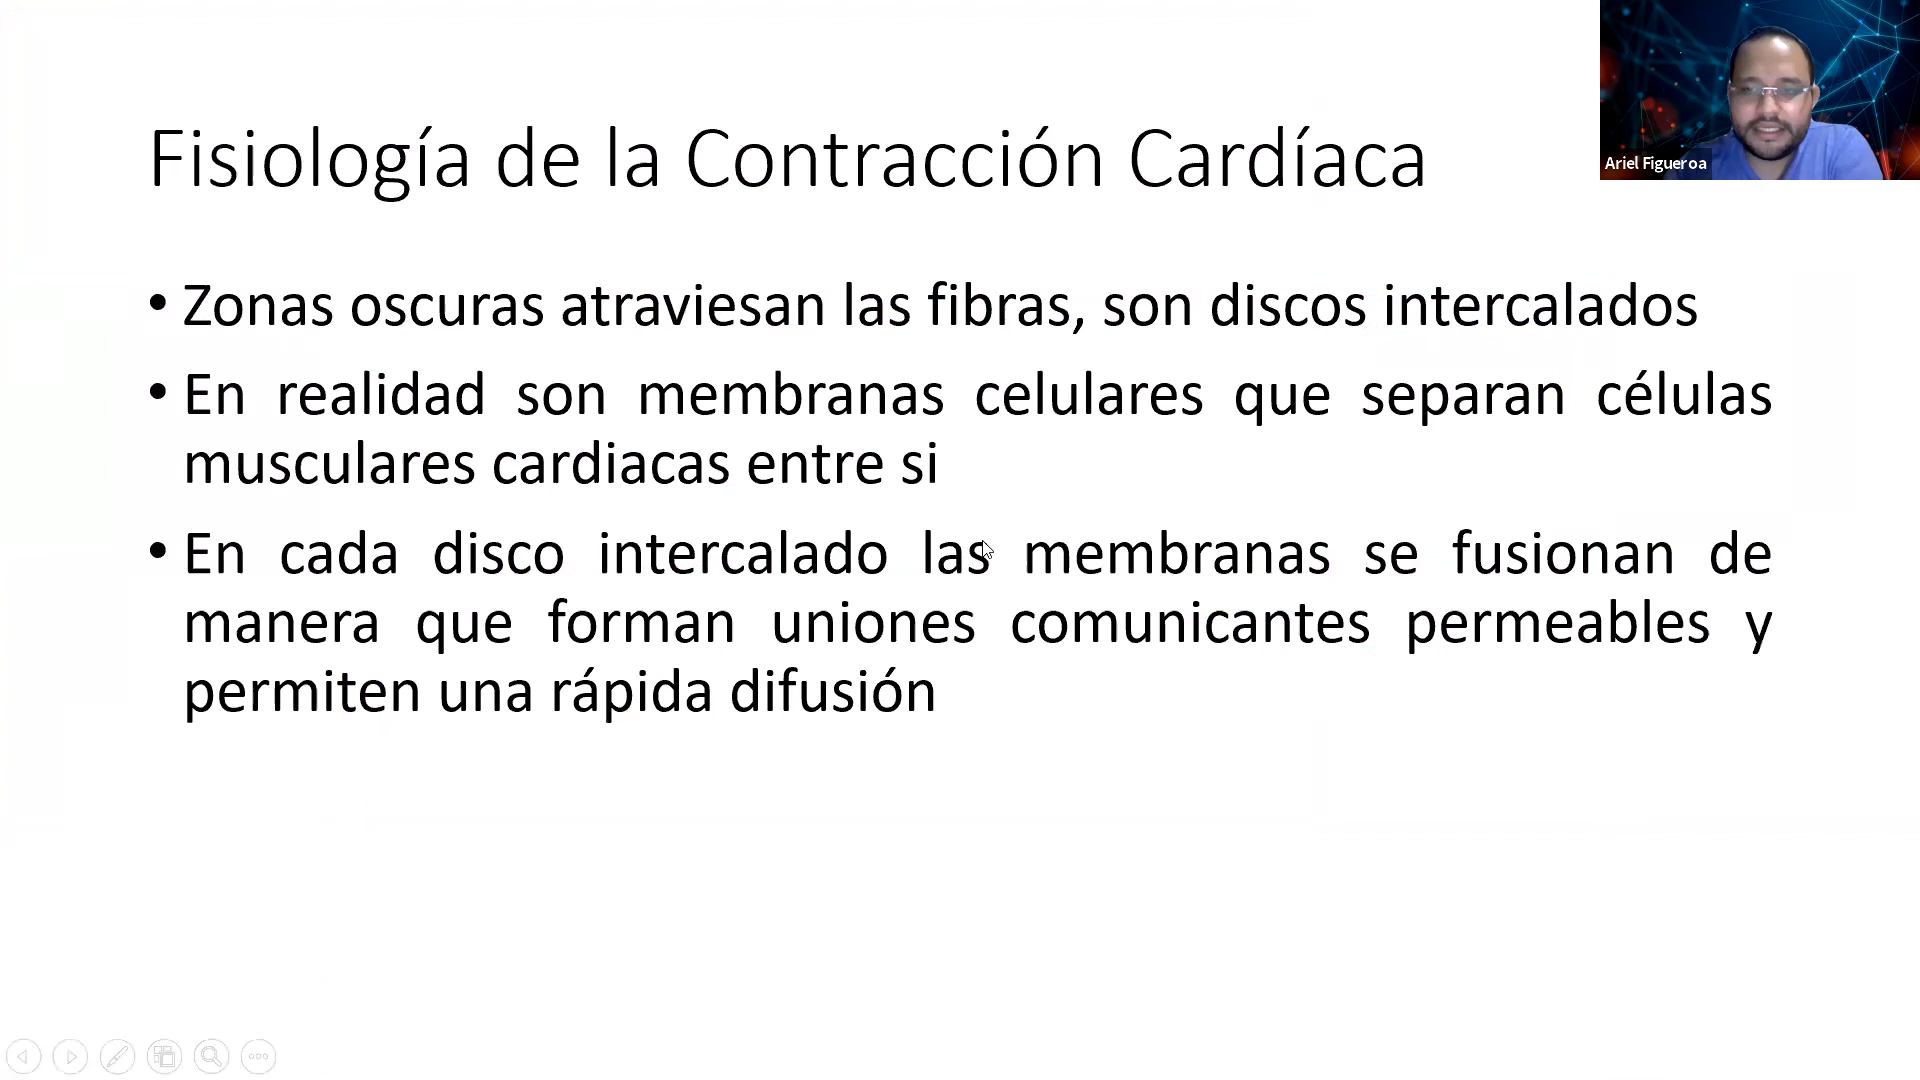 Fisiología de la Contracción Cardíaca
Ariel Figueroa
• Zonas oscuras atraviesan las fibras, son discos intercalados
• En realidad son membranas celulares que separan células
musculares cardiacas entre si
• En cada disco intercalado las membranas se fusionan de
manera que forman uniones comunicantes permeables y
permiten una rápida difusión